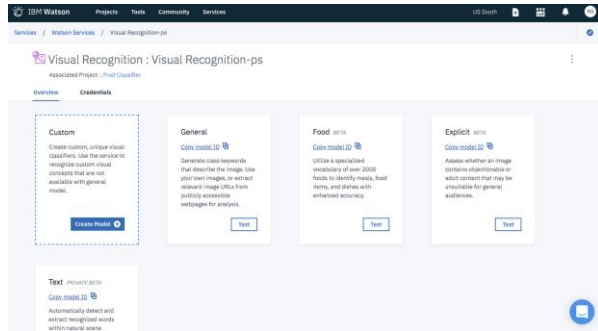 IBM Watson Projects Tools Community Services US South
Services / Watson Services / Visual Recognition-ps
Visual Recognition : Visual Recognition-ps
Associated Project : Fruit Classifier
Overview Credentials
Custom
Create custom, unique visual
classifiers. Use the service to
recognize custom visual
concepts that are not
available with general
model.
Create Model
General
Copy model ID
Generate class keywords
that describe the image. Use
your own images, or extract
relevant image URLs from
publicly accessible
webpages for analysis.
Test
Food BETA
Copy model ID
Utilize a specialized
vocabulary of over 2000
foods to identify meals, food
items, and dishes with
enhanced accuracy.
Test
Explicit BETA
Copy model ID
Assess whether an image
contains objectionable or
adult content that may be
unsuitable for general
audiences.
Test
Text PRIVATE BETA
Copy model ID
Automatically detect and
extract recognized words
within natural scene